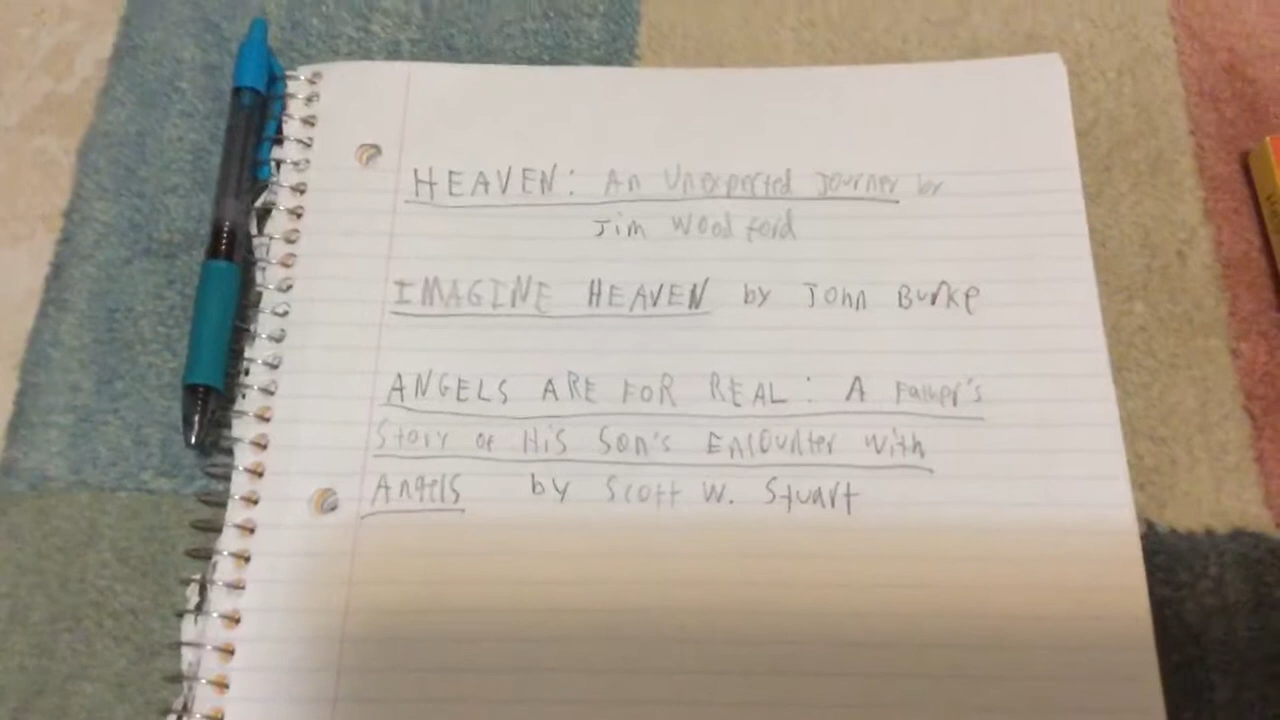 HEAVEN: An Unexpected Journey by
Jim Woodford
IMAGINE HEAVEN by John Burke
ANGELS ARE FOR REAL: A Father's
Story of His Son's Encounter with
Angels by Scott W. Stuart